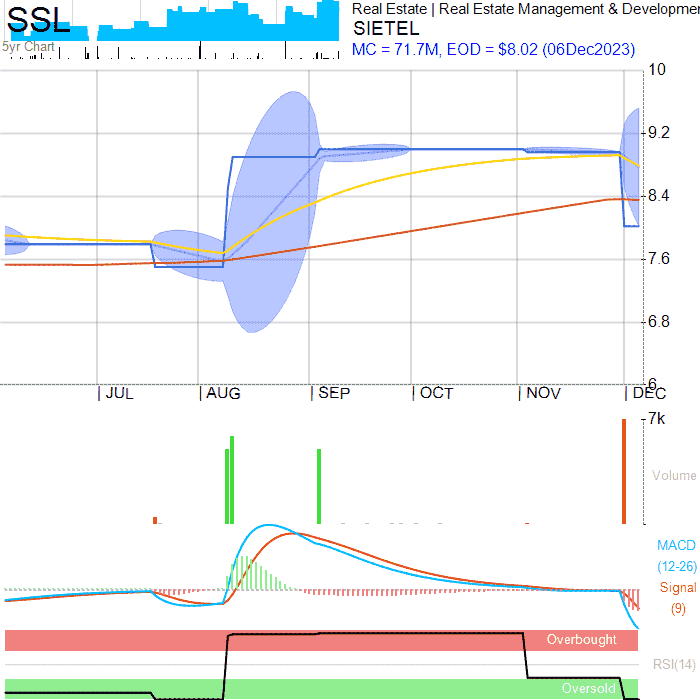 SSL
5yr Chart
Real Estate | Real Estate Management & Developmen
SIETEL
MC = 71.7M, EOD = $8.02 (06Dec2023)
10
9.2
8.4
7.6
6.8
6
JUL AUG SEP OCT NOV DEC
7k
Volume
MACD
(12-26)
Signal
(9)
Overbought
RSI(14)
Oversold